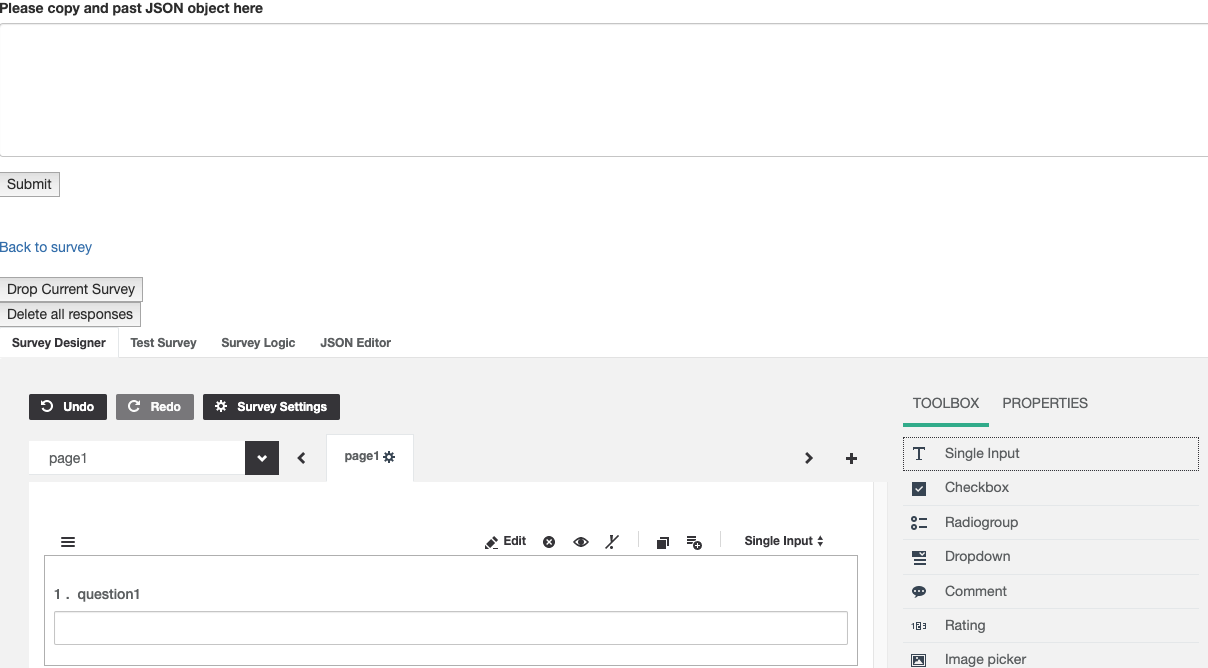 Please copy and past JSON object here
Submit
Back to survey
Drop Current Survey
Delete all responses
Survey Designer Test Survey Survey Logic JSON Editor
Undo Redo Survey Settings
page1 page1
Edit Single Input
1 . question1
TOOLBOX PROPERTIES
Single Input
Checkbox
Radiogroup
Dropdown
Comment
Rating
Image picker